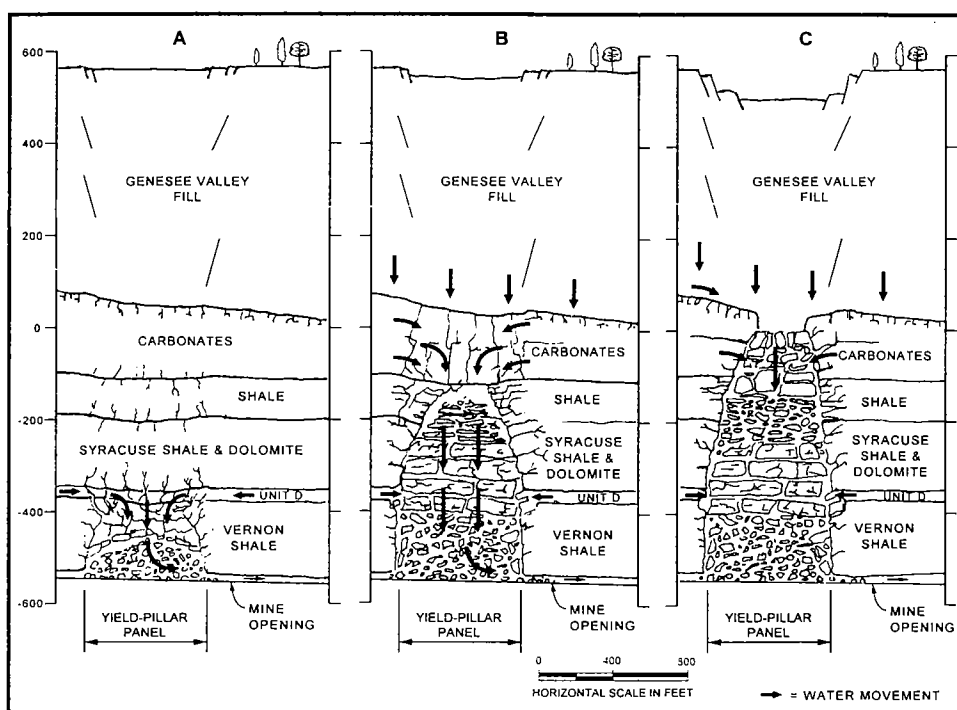 A
B
C
600
400
200
0
-200
-400
-600
GENESEE VALLEY
FILL
CARBONATES
SHALE
SYRACUSE SHALE & DOLOMITE
UNIT D
VERNON
SHALE
YIELD-PILLAR
PANEL
MINE
OPENING
GENESEE VALLEY
FILL
CARBONATES
SHALE
SYRACUSE
SHALE &
DOLOMITE
UNIT D
VERNON
SHALE
YIELD-PILLAR
PANEL
MINE
OPENING
GENESEE VALLEY
FILL
CARBONATES
SHALE
SYRACUSE
SHALE &
DOLOMITE
UNIT D
VERNON
SHALE
YIELD-PILLAR
PANEL
MINE
OPENING
0 400 800
HORIZONTAL SCALE IN FEET
= WATER MOVEMENT